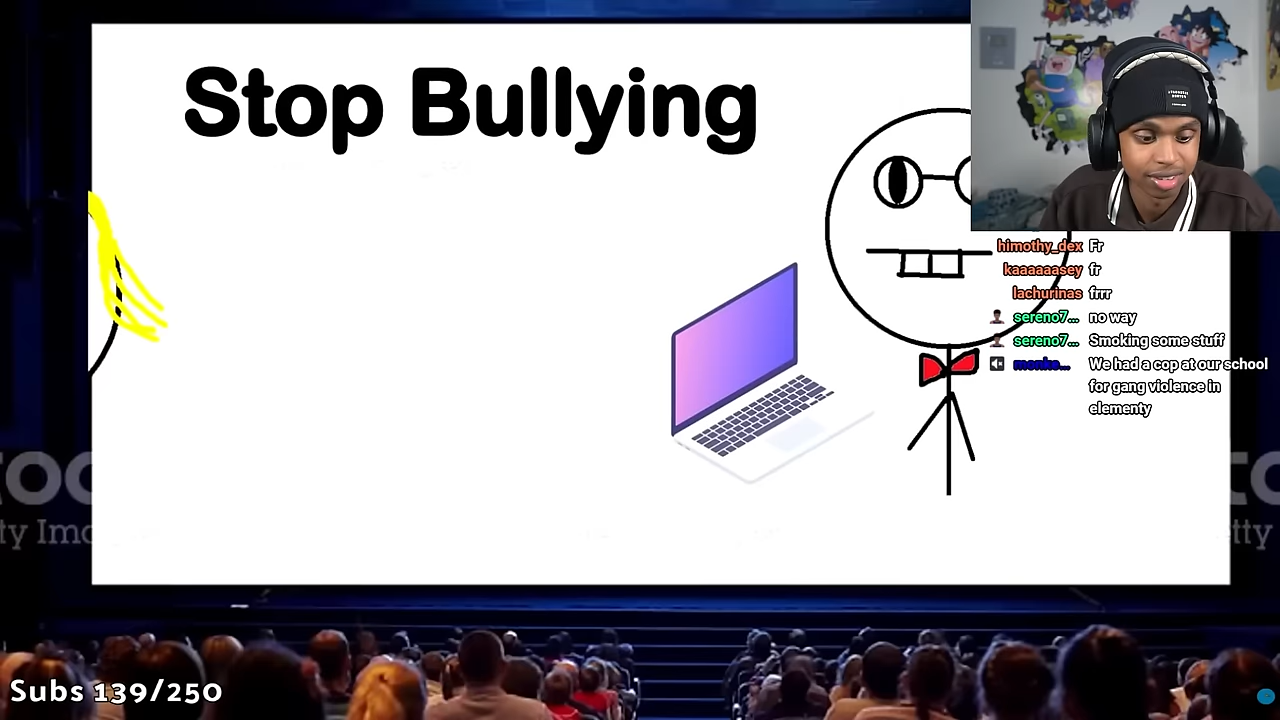 Stop Bullying
himothy_dex Fr
kaaaaaasey fr
lachurinas frrr
sereno7... no way
sereno7... Smoking some stuff
We had a cop at our school
for gang violence in
elementy
Subs 139/250